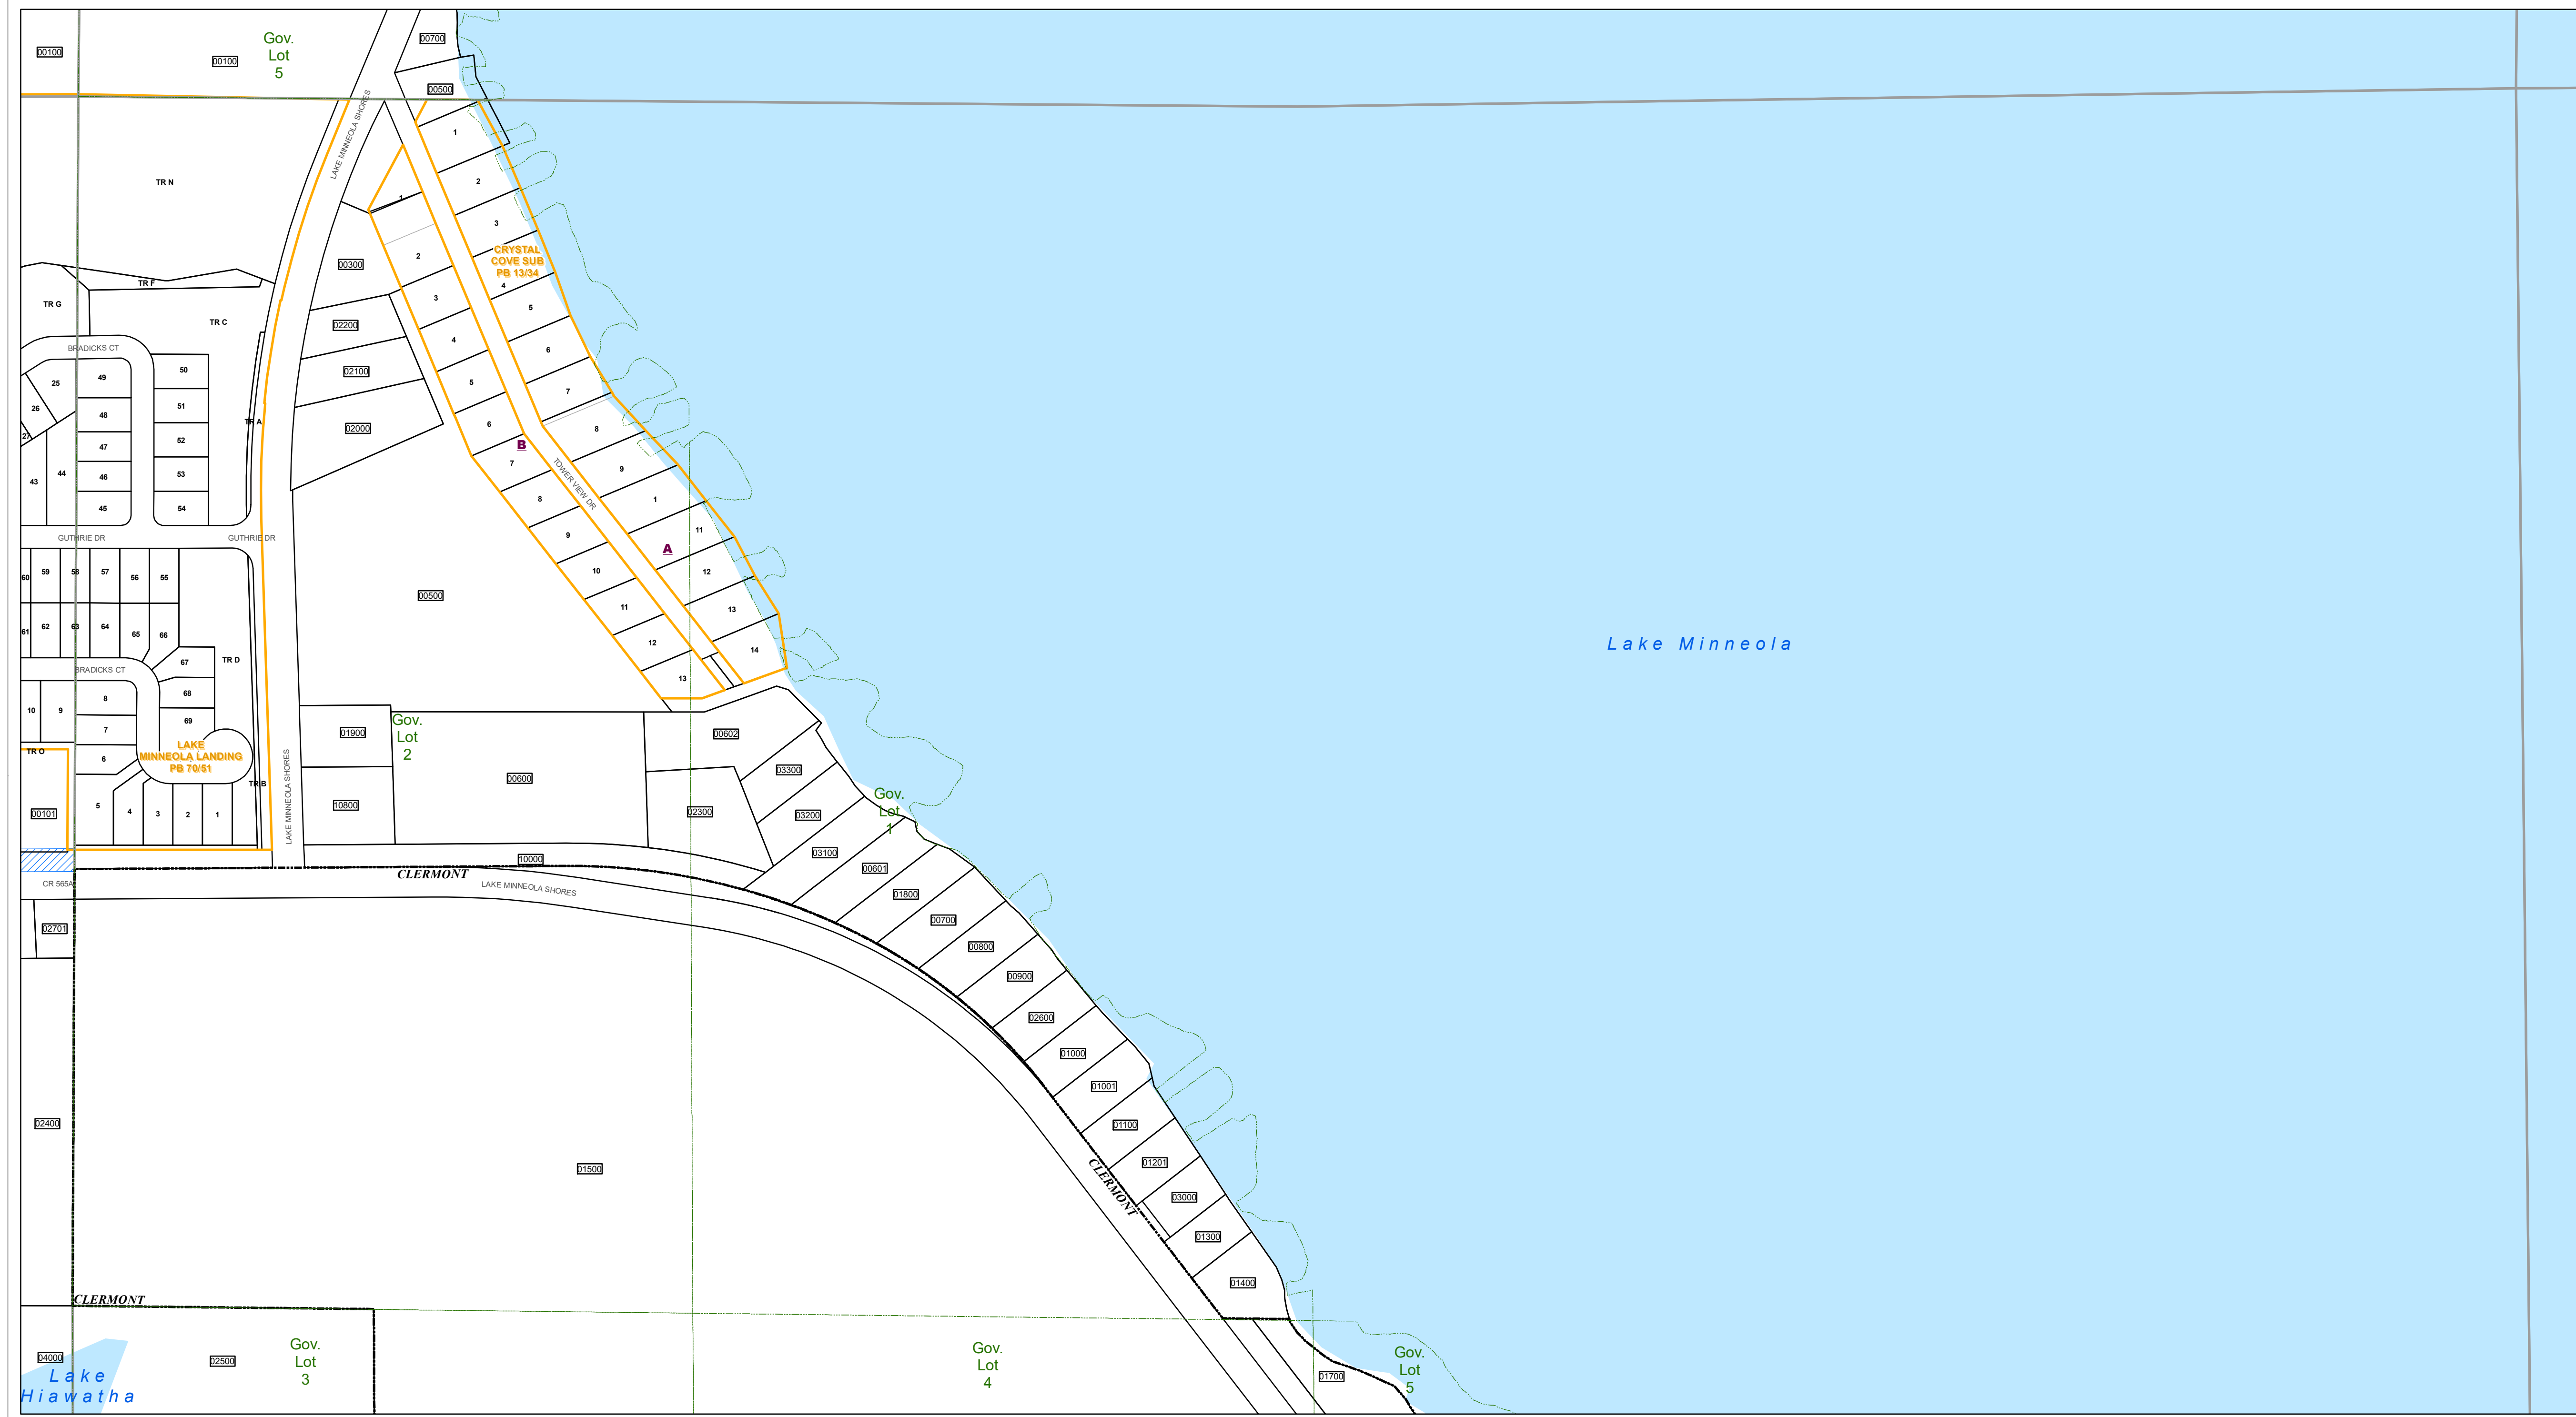 00700
Gov.
Lot
5
00100
00100
00500
LAKE MINNEOLA SHORES
1
TR N
2
1
3
CRYSTAL
COVE SUB
PB 13/34
00300
2
4
TR F
TR G
3
5
TR C
02200
4
BRADICKS CT
6
50
02100
49
25
5
7
51
26
48
TR A
6
02000
8
27
52
B
47
7
9
53
46
44
43
TOWER VIEW DR
8
1
54
45
11
9
GUTHRIE DR
GUTHRIE DR
A
10
12
60
59
58
57
56
55
00500
11
13
61
62
63
64
65
66
12
14
Lake Minneola
67
TR D
BRADICKS CT
13
68
8
10
9
69
Gov.
Lot
2
7
01900
00602
LAKE
MINNEOLA LANDING
PB 70/51
TR O
6
03300
00600
TR B
LAKE MINNEOLA SHORES
Gov.
Lot
1
5
4
3
2
1
10800
00101
02300
03200
03100
10000
00601
CLERMONT
CR 565A
LAKE MINNEOLA SHORES
01800
00700
02701
00800
00900
02600
01000
01001
02400
01100
01500
01201
CLERMONT
03000
01300
01400
CLERMONT
Gov.
Lot
3
Gov.
Lot
4
Gov.
Lot
5
04000
02500
01700
Lake
Hiawatha